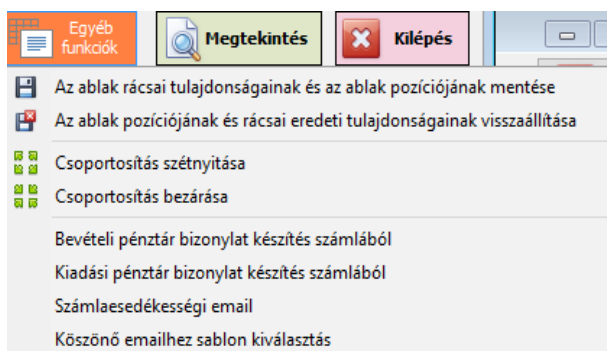 Egyéb
funkciók
Megtekintés
Kilépés
Az ablak rácsai tulajdonságainak és az ablak pozíciójának mentése
Az ablak pozíciójának és rácsai eredeti tulajdonságainak visszaállítása
Csoportosítás szétnyitása
Csoportosítás bezárása
Bevételi pénztár bizonylat készítés számlából
Kiadási pénztár bizonylat készítés számlából
Számlaesedékességi email
Köszönő emailhez sablon kiválasztás